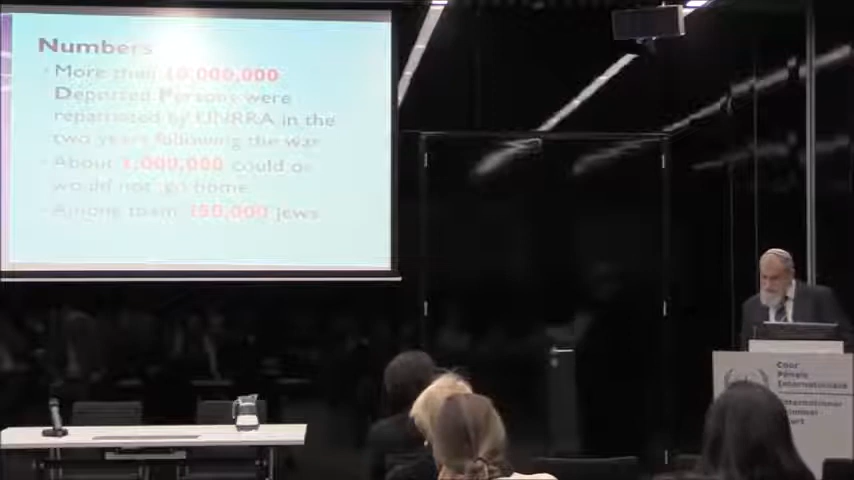 Numbers
More than 10,000,000
Deported Persons were
repatriated by UNRRA in the
two years following the war
About 1,000,000 could or
would not go home
Among them 250,000 Jews
Cour
Pénale
Internationale
International
Criminal
Court